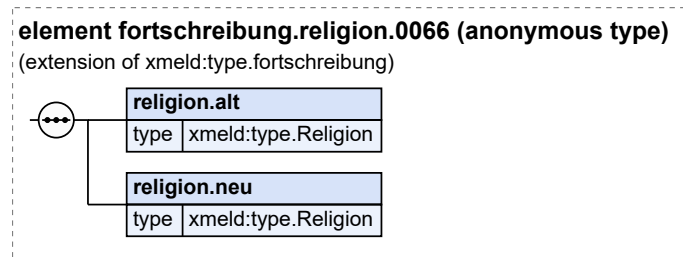 element fortschreibung.religion.0066 (anonymous type)
(extension of xmeld:type.fortschreibung)
religion.alt
type xmeld:type.Religion
religion.neu
type xmeld:type.Religion